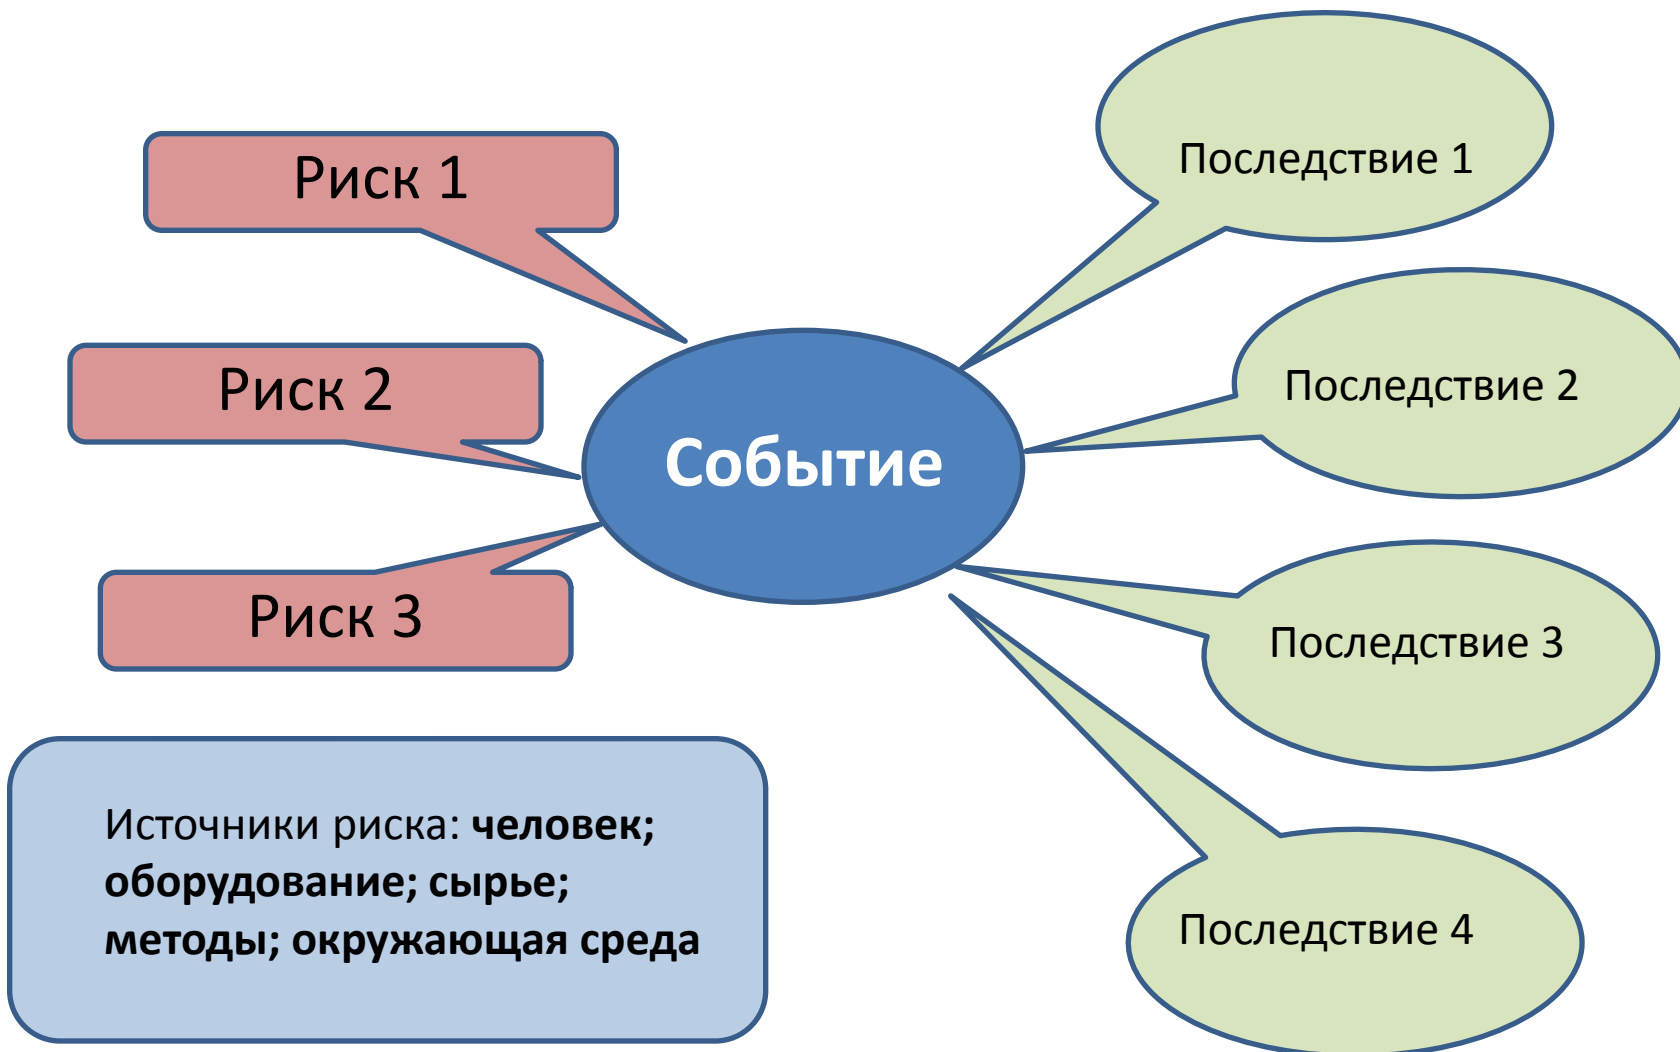 Риск 1
Риск 2
Риск 3
Событие
Последствие 1
Последствие 2
Последствие 3
Последствие 4
Источники риска: человек;
оборудование; сырье;
методы; окружающая среда